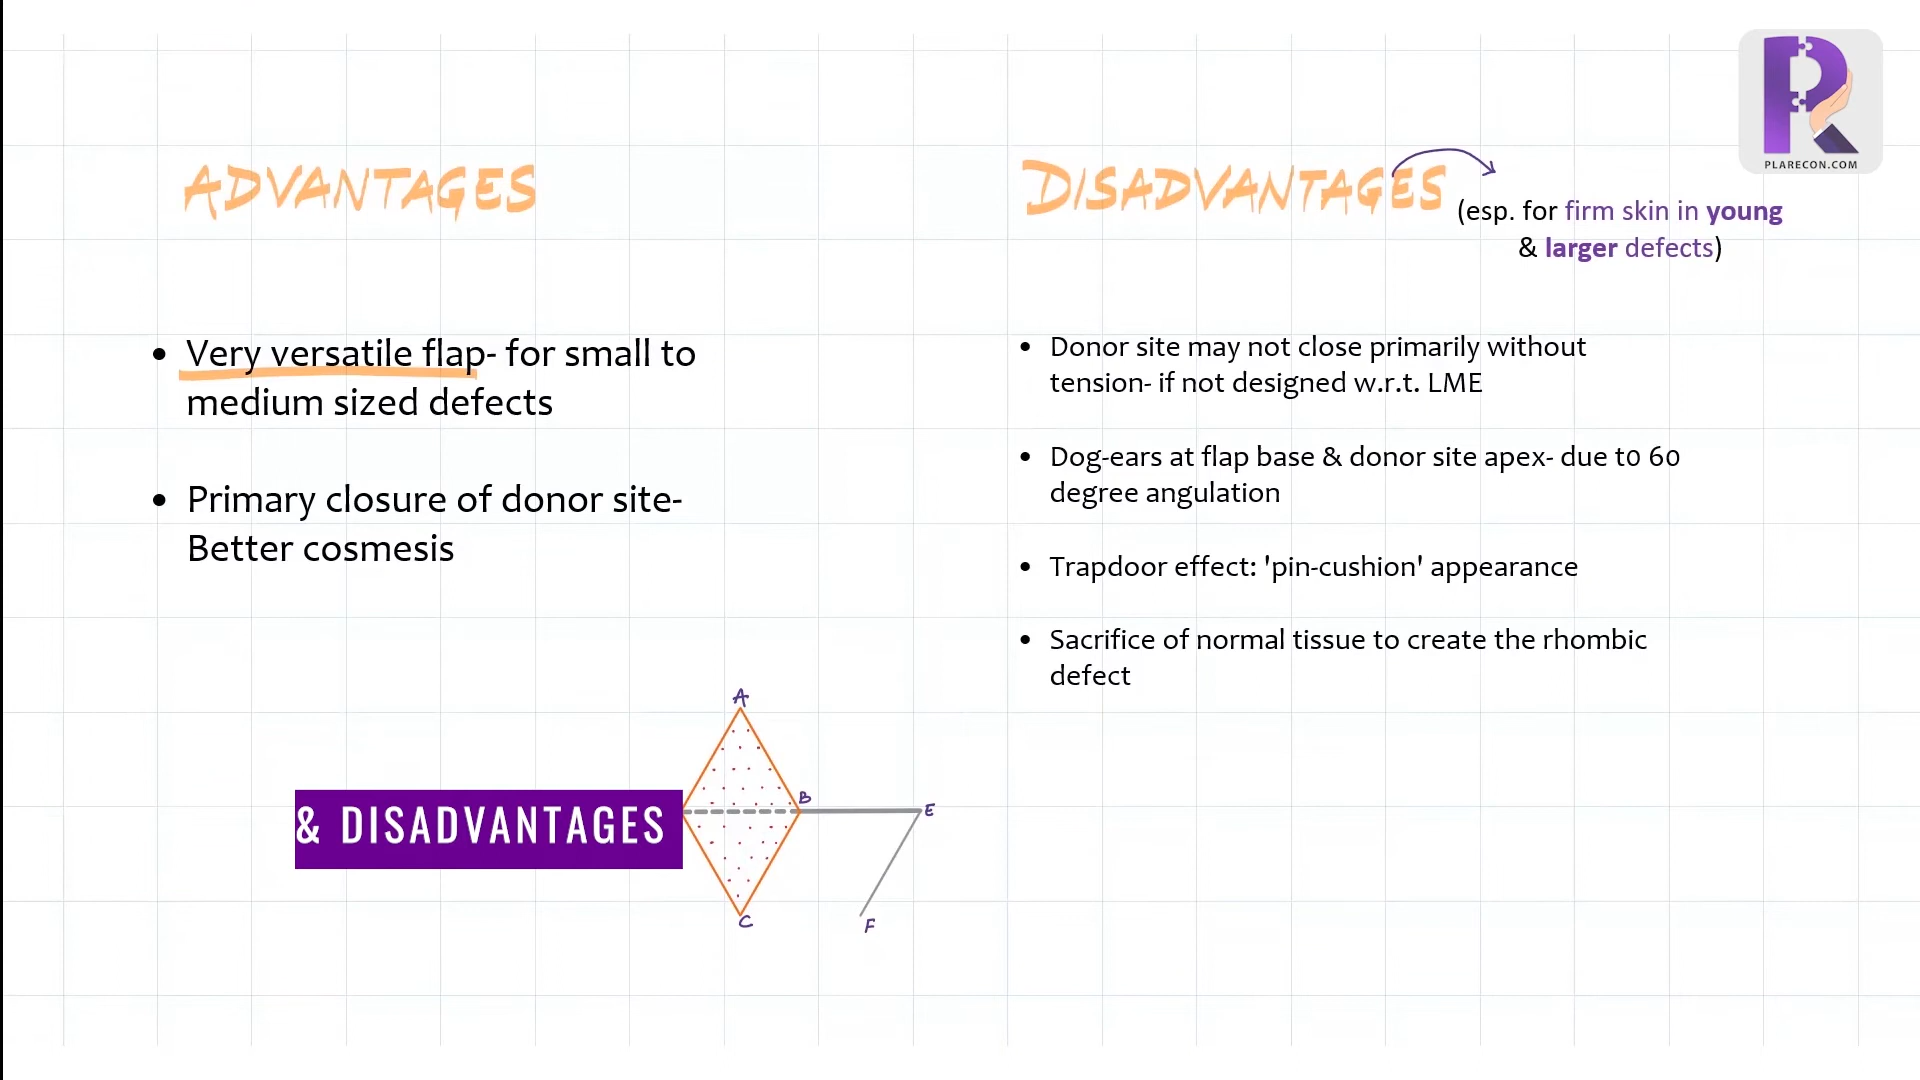 PLARECON.COM
ADVANTAGES
DISADVANTAGES
(esp. for firm skin in young
& larger defects)
• Very versatile flap- for small to
medium sized defects
• Primary closure of donor site-
Better cosmesis
• Donor site may not close primarily without
tension- if not designed w.r.t. LME
• Dog-ears at flap base & donor site apex- due to 60
degree angulation
• Trapdoor effect: 'pin-cushion' appearance
• Sacrifice of normal tissue to create the rhombic
defect
A
B
E
& DISADVANTAGES
C
F